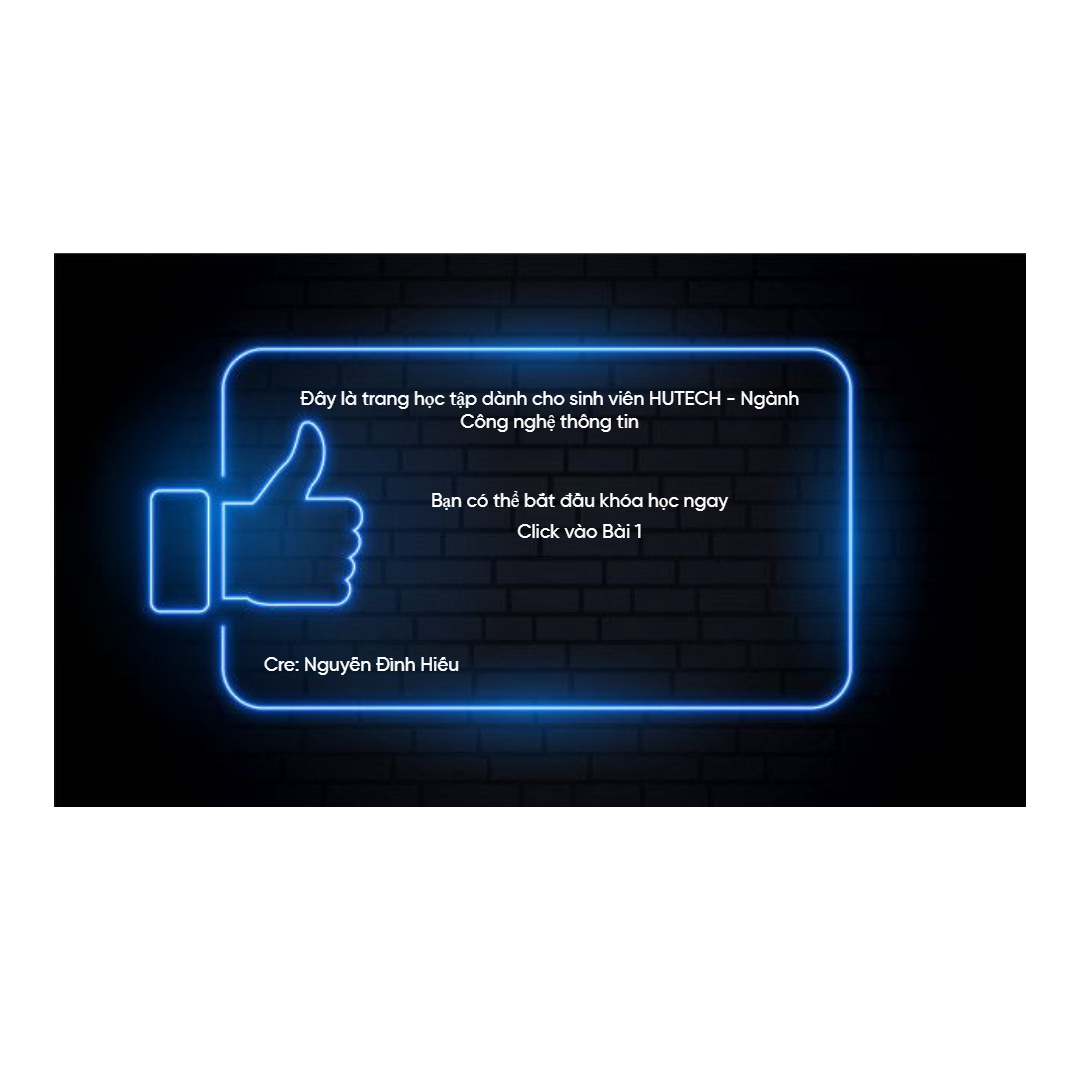 Đây là trang học tập dành cho sinh viên HUTECH - Ngành
Công nghệ thông tin
Bạn có thể bắt đầu khóa học ngay
Click vào Bài 1
Cre: Nguyễn Đình Hiếu